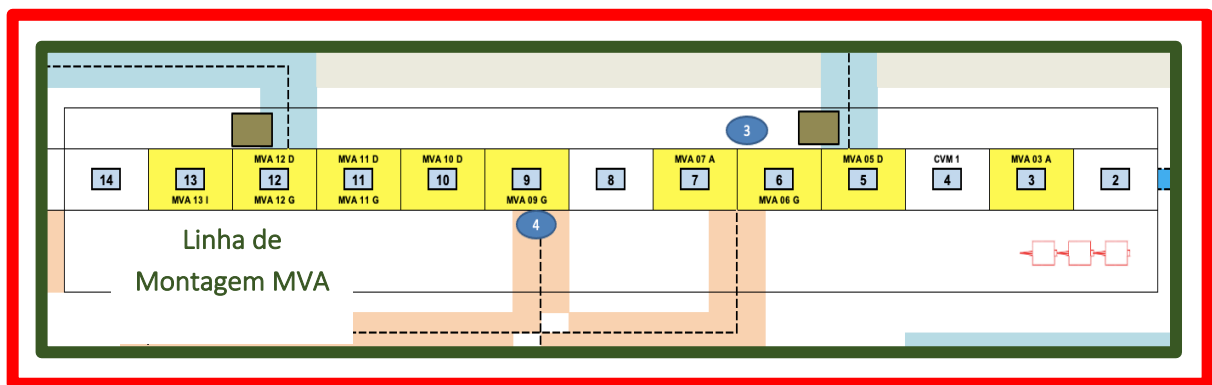 3
MVA 12 D MVA 11 D MVA 10 D MVA 07 A MVA 05 D CVM 1 MVA 03 A
14 13 12 11 10 9 8 7 6 5 4 3 2
MVA 13 I MVA 12 G MVA 11 G MVA 09 G MVA 06 G
4
Linha de
Montagem MVA